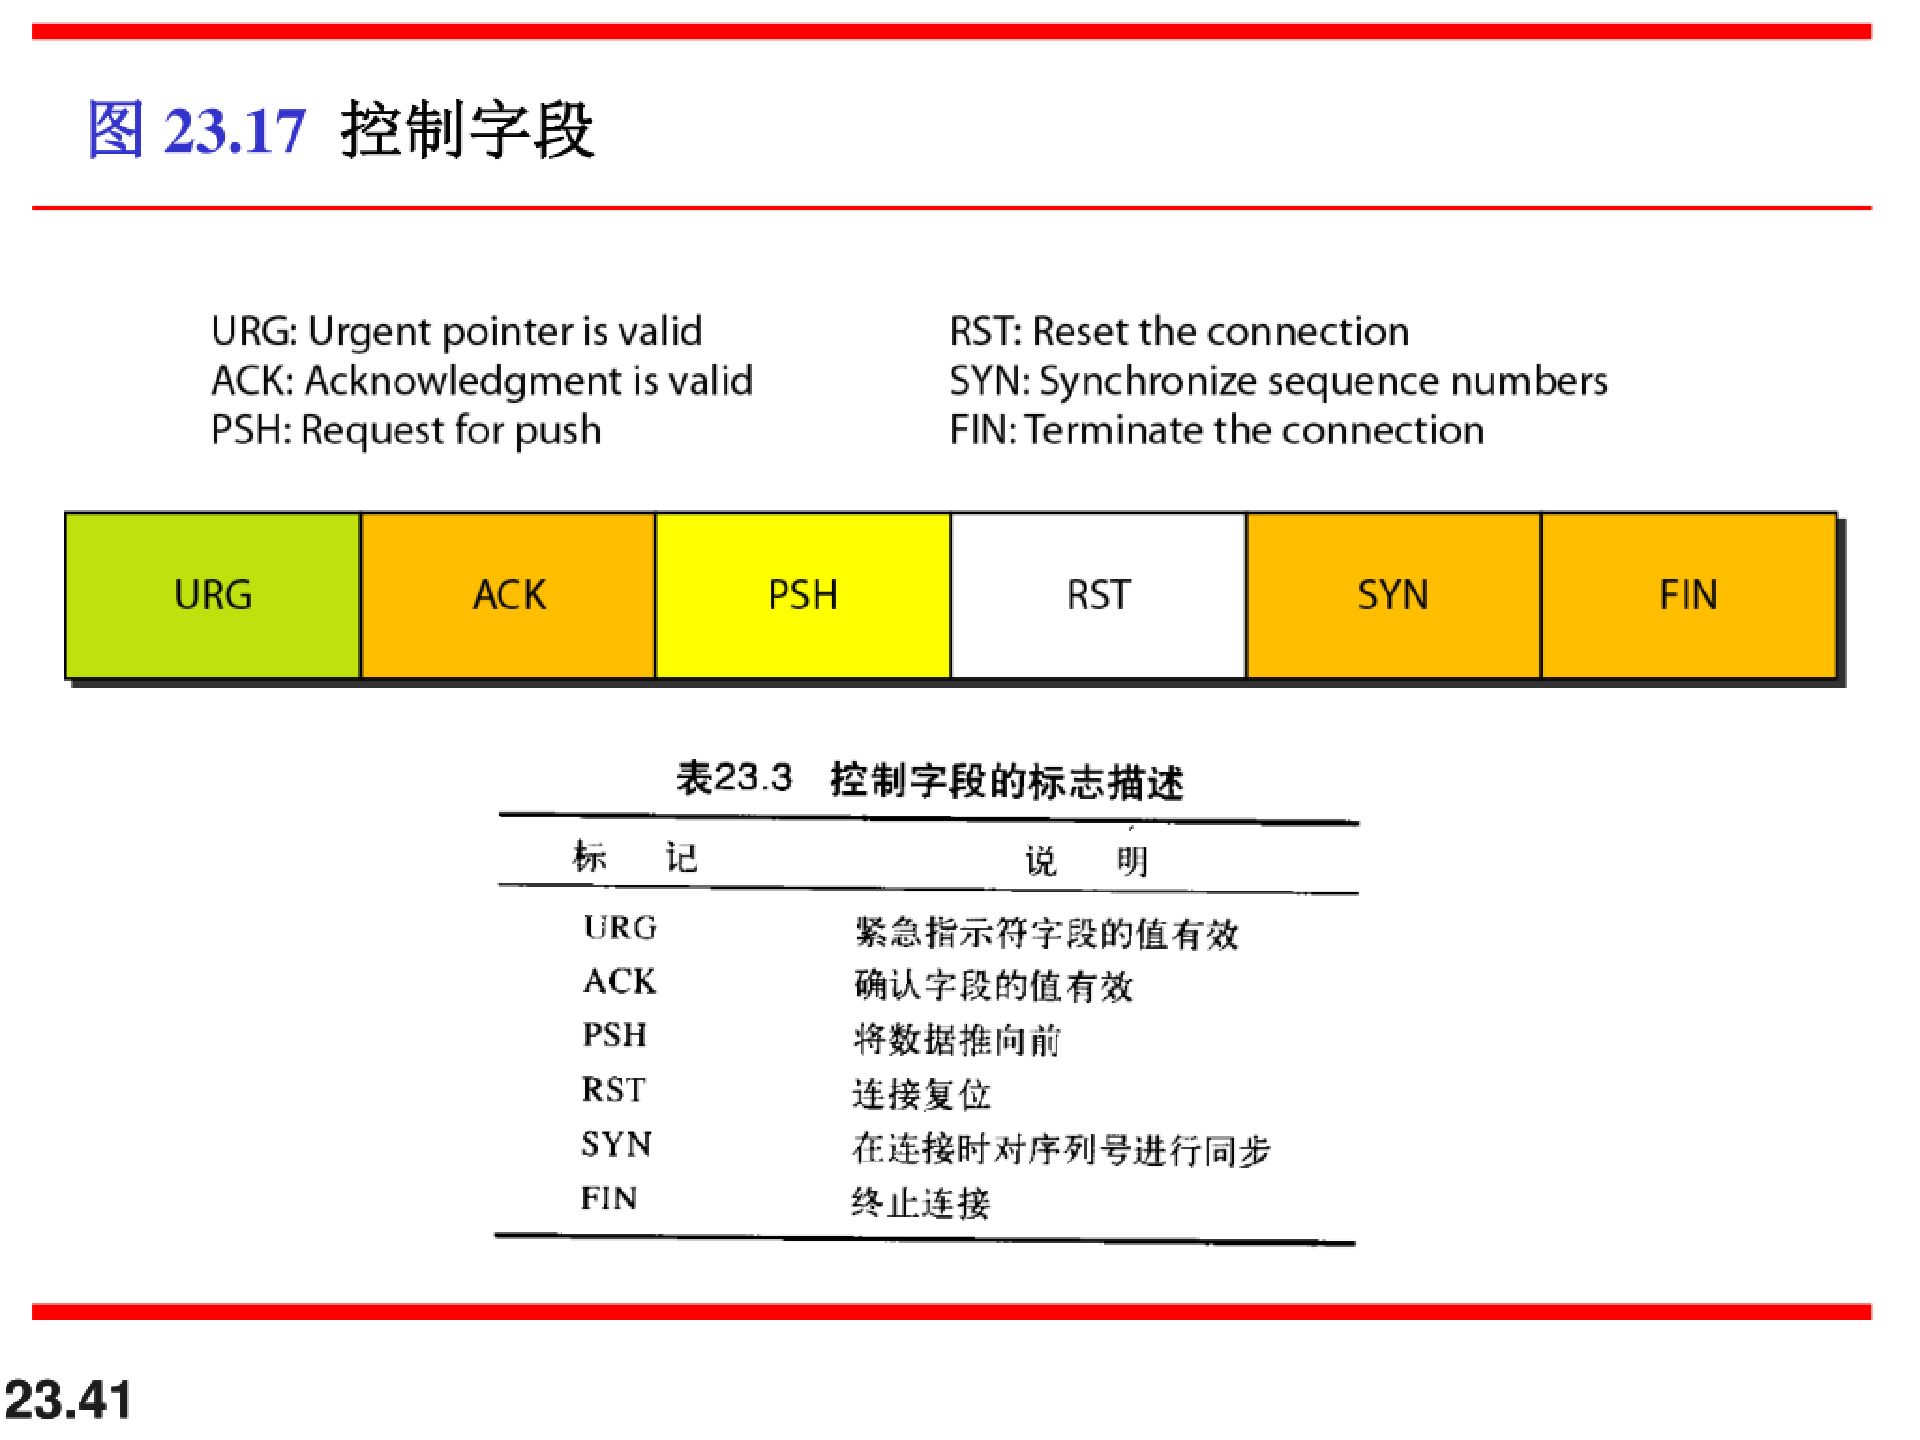 图 23.17 控制字段
URG: Urgent pointer is valid
ACK: Acknowledgment is valid
PSH: Request for push
RST: Reset the connection
SYN: Synchronize sequence numbers
FIN: Terminate the connection
URG ACK PSH RST SYN FIN
表23.3 控制字段的标志描述
标 记 说 明
URG 紧急指示符字段的值有效
ACK 确认字段的值有效
PSH 将数据推向前
RST 连接复位
SYN 在连接时对序列号进行同步
FIN 终止连接
23.41